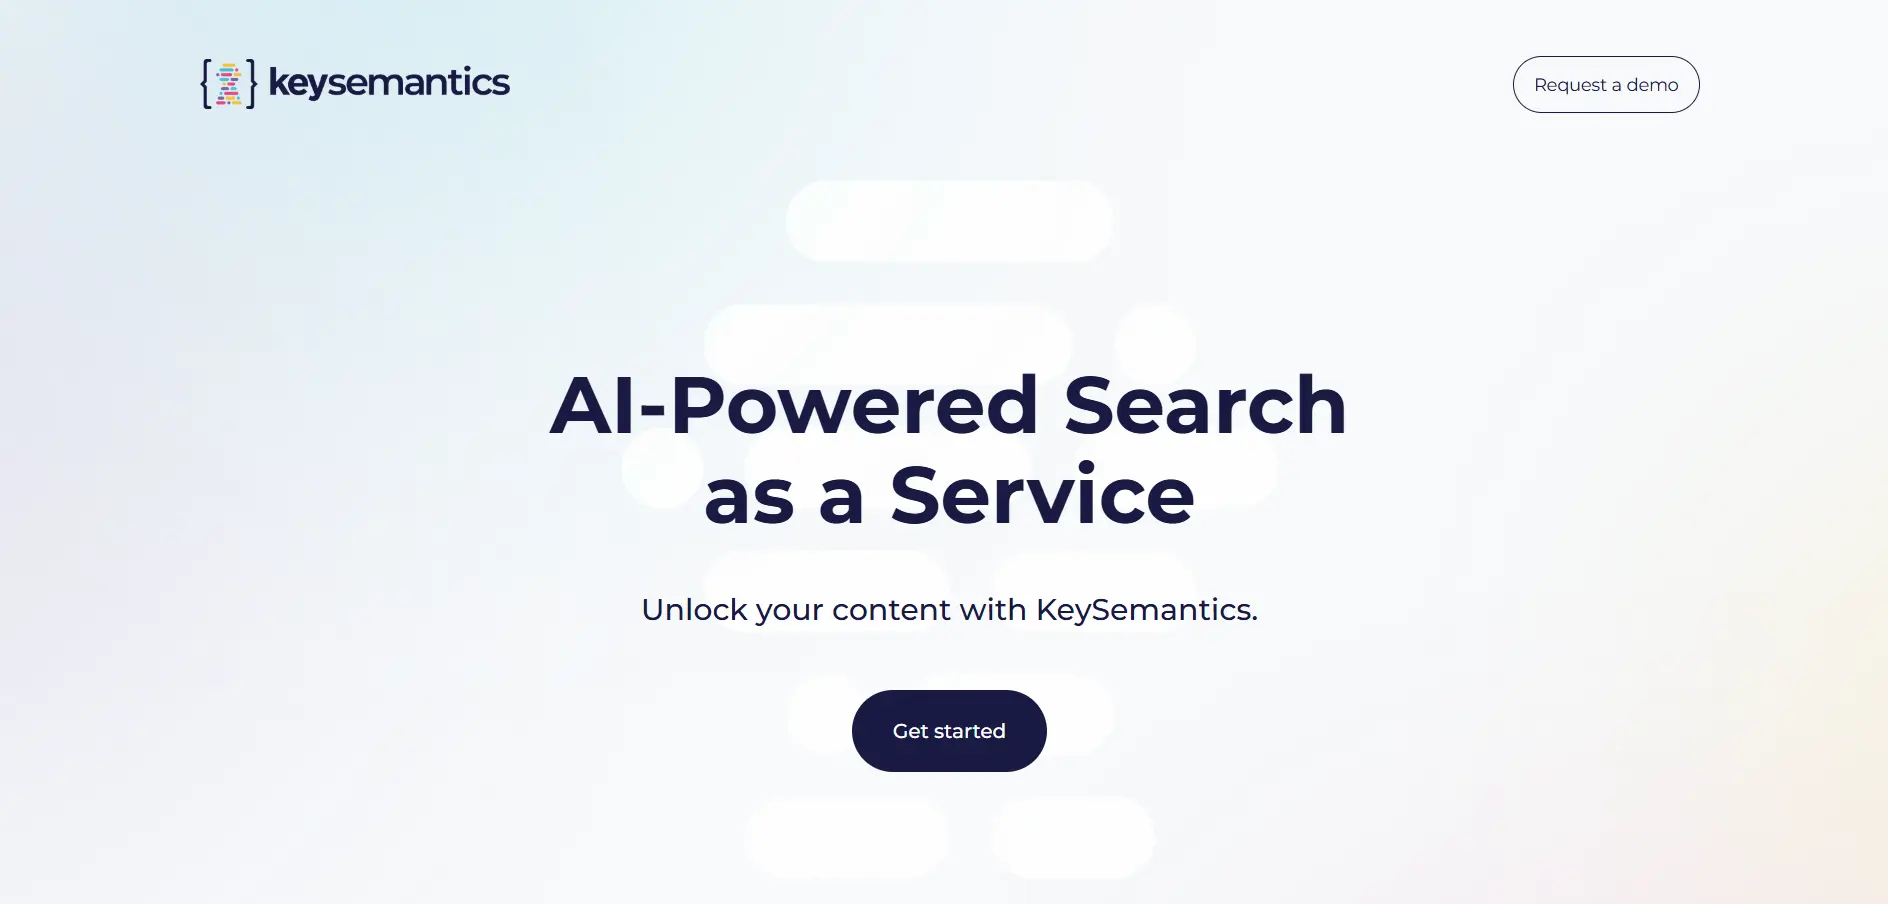 keysemantics
Request a demo
AI-Powered Search
as a Service
Unlock your content with KeySemantics.
Get started